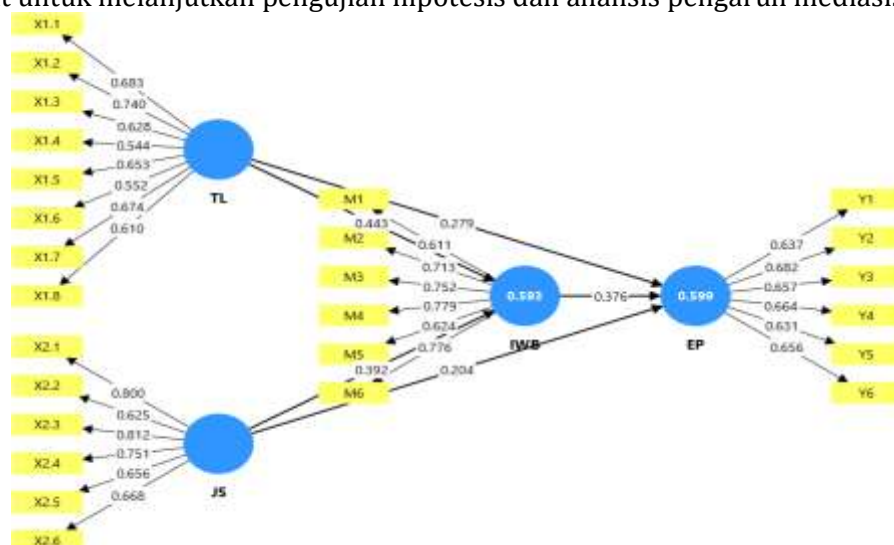 untuk melanjutkan pengujian hipotesis dan analisis pengaruh mediasi.
X1.1
X1.2
X1.3
X1.4
X1.5
X1.6
X1.7
X1.8
0.683
0.740
0.628
0.544
0.653
0.552
0.674
0.610
TL
X2.1
X2.2
X2.3
X2.4
X2.5
X2.6
0.800
0.625
0.812
0.751
0.656
0.668
JS
M1
M2
M3
M4
M5
M6
0.443
0.611
0.713
0.752
0.779
0.624
0.776
0.392
0.279
0.593
IWB
0.376
0.204
0.599
EP
0.637
0.682
0.657
0.664
0.631
0.656
Y1
Y2
Y3
Y4
Y5
Y6